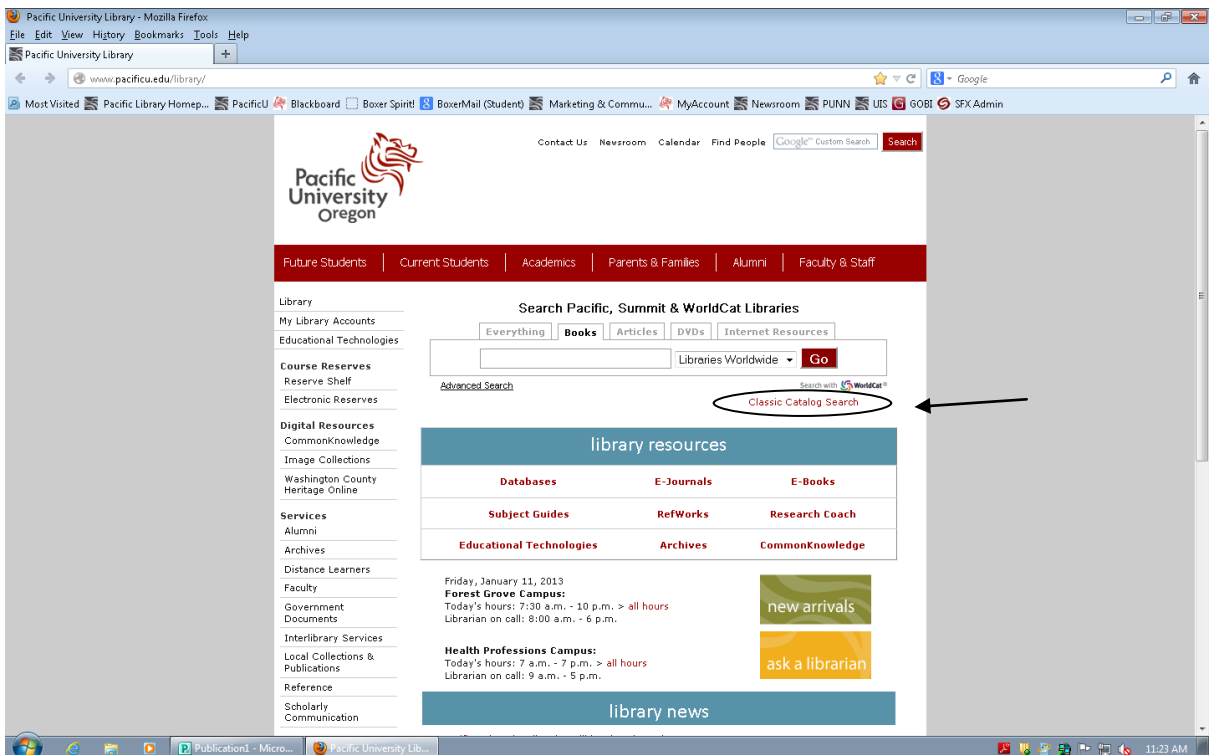 Pacific University Library - Mozilla Firefox
File Edit View History Bookmarks Tools Help
Pacific University Library +
www.pacificu.edu/library/ Google
Most Visited Pacific Library Homep... PacificU Blackboard Boxer Spirit! BoxerMail (Student) Marketing & Commu... MyAccount Newsroom PUNN UIS GOBI SFX Admin
Contact Us Newsroom Calendar Find People Google™ Custom Search Search
Pacific
University
Oregon
Future Students Current Students Academics Parents & Families Alumni Faculty & Staff
Library
My Library Accounts
Educational Technologies
Course Reserves
Reserve Shelf
Electronic Reserves
Digital Resources
CommonKnowledge
Image Collections
Washington County
Heritage Online
Services
Alumni
Archives
Distance Learners
Faculty
Government
Documents
Interlibrary Services
Local Collections &
Publications
Reference
Scholarly
Communication
Search Pacific, Summit & WorldCat Libraries
Everything Books Articles DVDs Internet Resources
Libraries Worldwide Go
Advanced Search Search with WorldCat®
Classic Catalog Search
library resources
Databases E-Journals E-Books
Subject Guides RefWorks Research Coach
Educational Technologies Archives CommonKnowledge
Friday, January 11, 2013
Forest Grove Campus:
Today's hours: 7:30 a.m. - 10 p.m. > all hours
Librarian on call: 8:00 a.m. - 6 p.m.
Health Professions Campus:
Today's hours: 7 a.m. - 7 p.m. > all hours
Librarian on call: 9 a.m. - 5 p.m.
new arrivals
ask a librarian
library news
Publication1 - Micro... Pacific University Lib... 11:23 AM